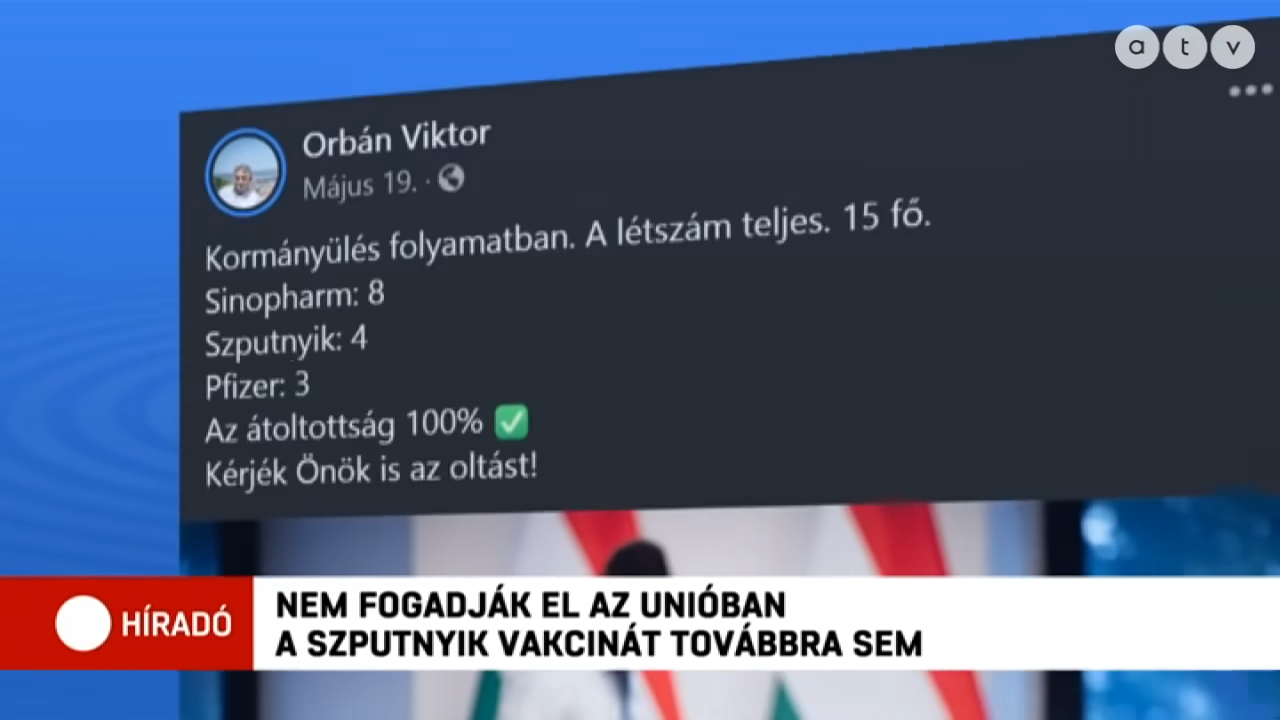 a t v
Orbán Viktor
Május 19. ·
Kormányülés folyamatban. A létszám teljes. 15 fő.
Sinopharm: 8
Szputnyik: 4
Pfizer: 3
Az átoltottság 100% ✅
Kérjék Önök is az oltást!
HÍRADÓ
NEM FOGADJÁK EL AZ UNIÓBAN
A SZPUTNYIK VAKCINÁT TOVÁBBRA SEM